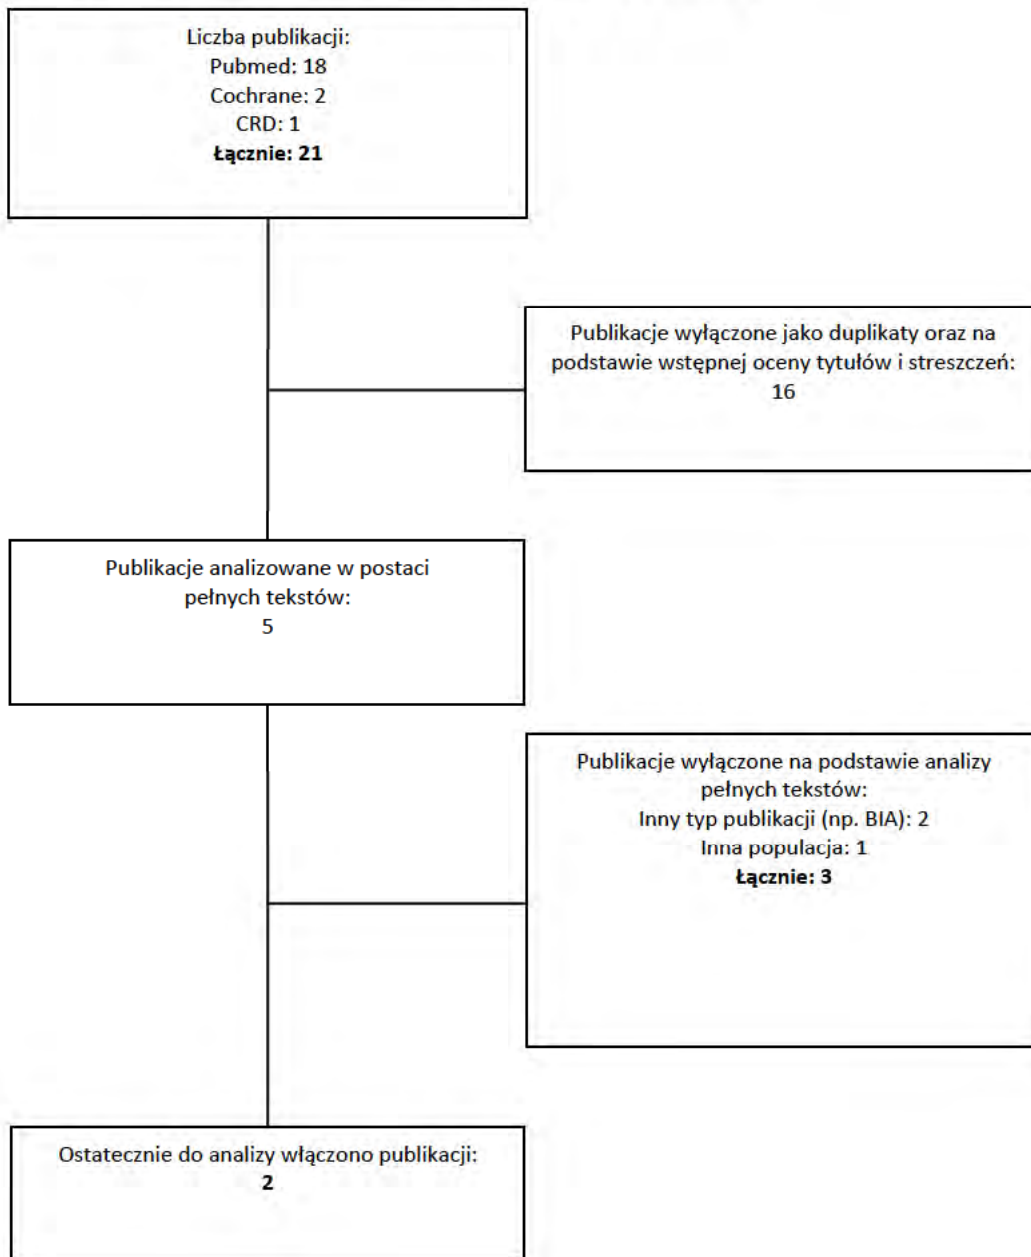 Liczba publikacji:
Pubmed: 18
Cochrane: 2
CRD: 1
Łącznie: 21
Publikacje wyłączone jako duplikaty oraz na
podstawie wstępnej oceny tytułów i streszczeń:
16
Publikacje analizowane w postaci
pełnych tekstów:
5
Publikacje wyłączone na podstawie analizy
pełnych tekstów:
Inny typ publikacji (np. BIA): 2
Inna populacja: 1
Łącznie: 3
Ostatecznie do analizy włączono publikacji:
2